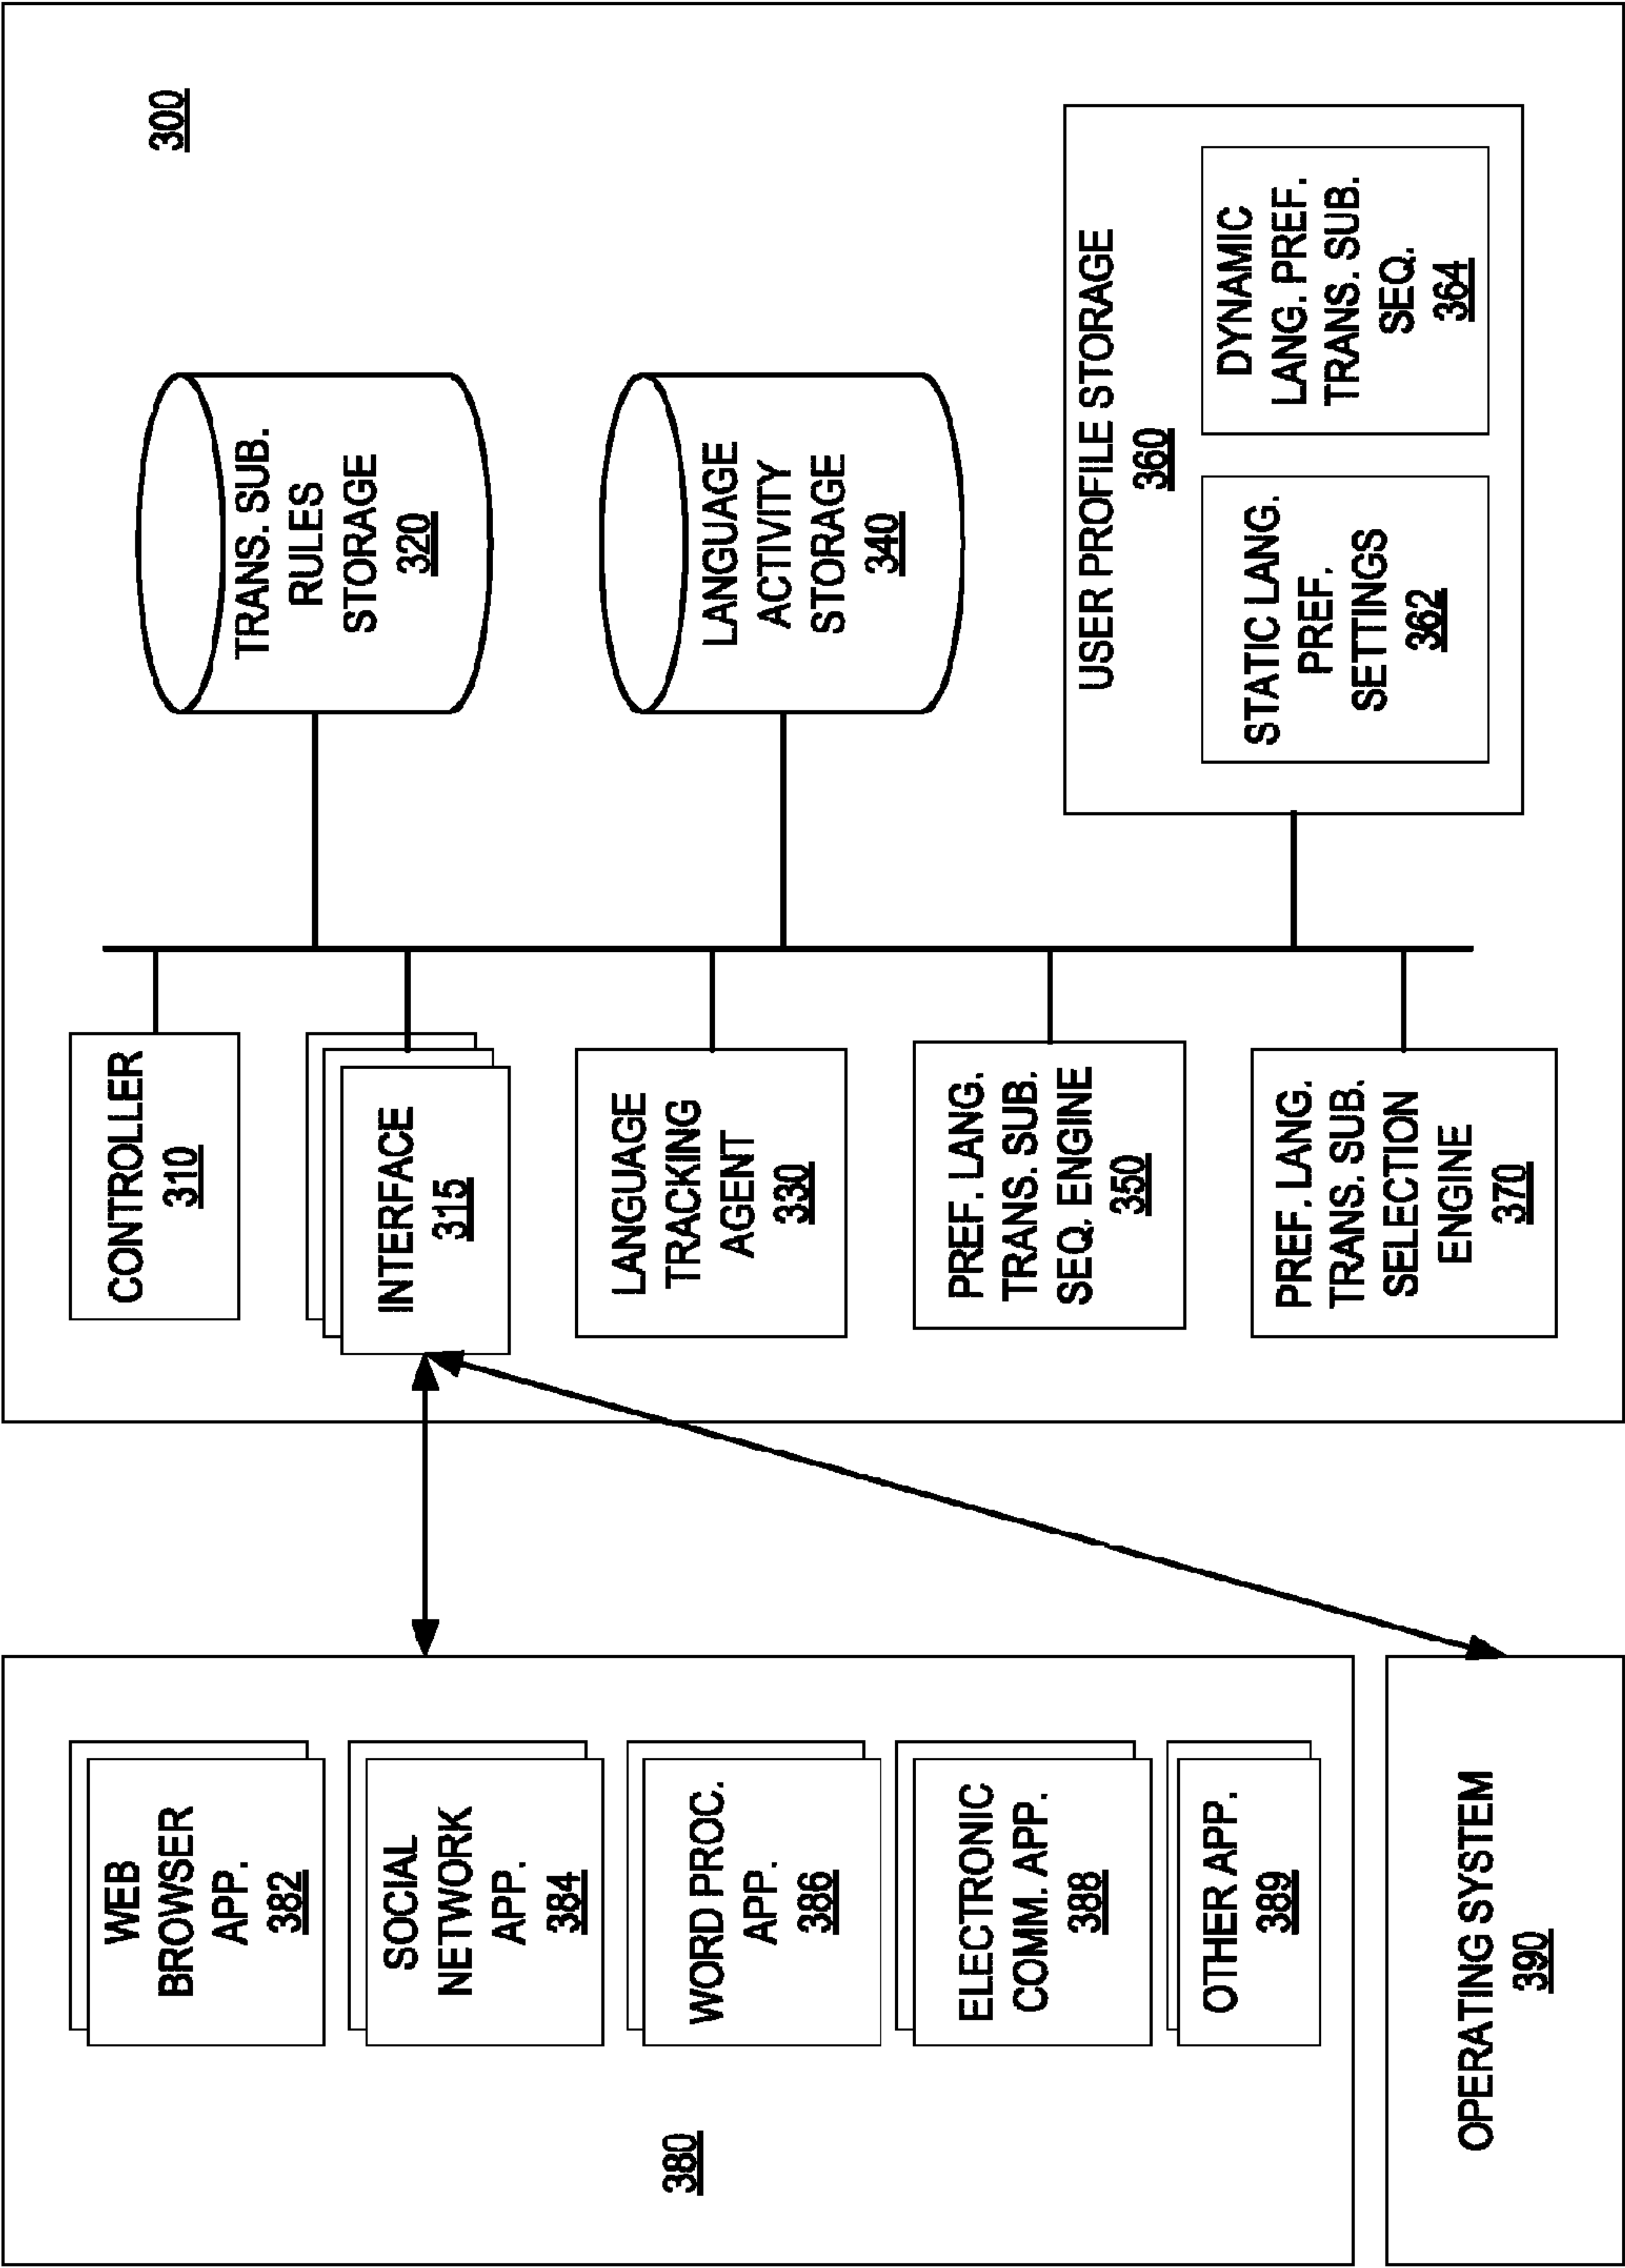 WEB
BROWSER
APP.
382
SOCIAL
NETWORK
APP.
384
WORD PROC.
APP.
386
ELECTRONIC
COMM. APP.
388
OTHER APP.
389
380
OPERATING SYSTEM
390
300
CONTROLLER
310
INTERFACE
315
LANGUAGE
TRACKING
AGENT
330
PREF. LANG.
TRANS. SUB.
SEQ. ENGINE
350
PREF. LANG.
TRANS. SUB.
SELECTION
ENGINE
370
TRANS. SUB.
RULES
STORAGE
320
LANGUAGE
ACTIVITY
STORAGE
340
USER PROFILE STORAGE
360
STATIC LANG.
PREF.
SETTINGS
362
DYNAMIC
LANG. PREF.
TRANS. SUB.
SEQ.
364